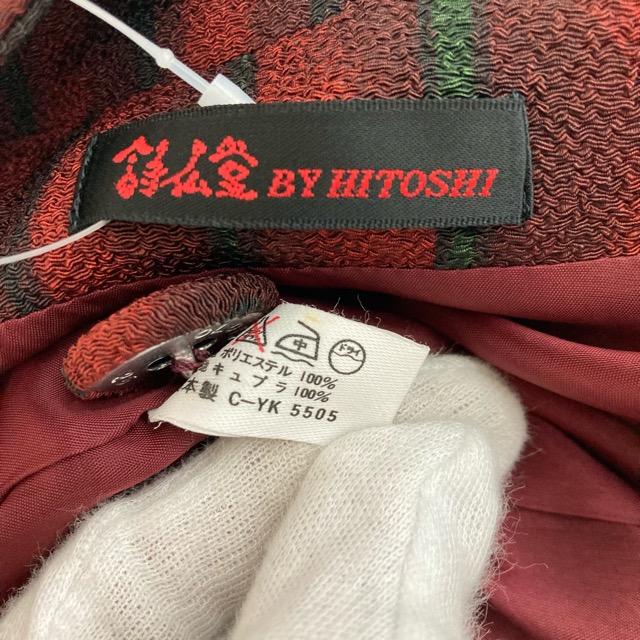 BY HITOSHI
中 ドライ
ポリエステル 100%
キュプラ 100%
本製 C-YK 5505